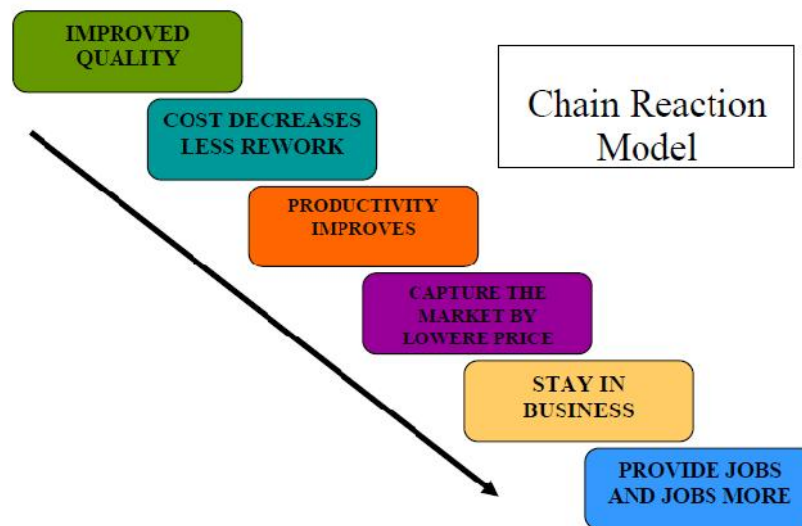 IMPROVED
QUALITY
Chain Reaction
Model
COST DECREASES
LESS REWORK
PRODUCTIVITY
IMPROVES
CAPTURE THE
MARKET BY
LOWERE PRICE
STAY IN
BUSINESS
PROVIDE JOBS
AND JOBS MORE